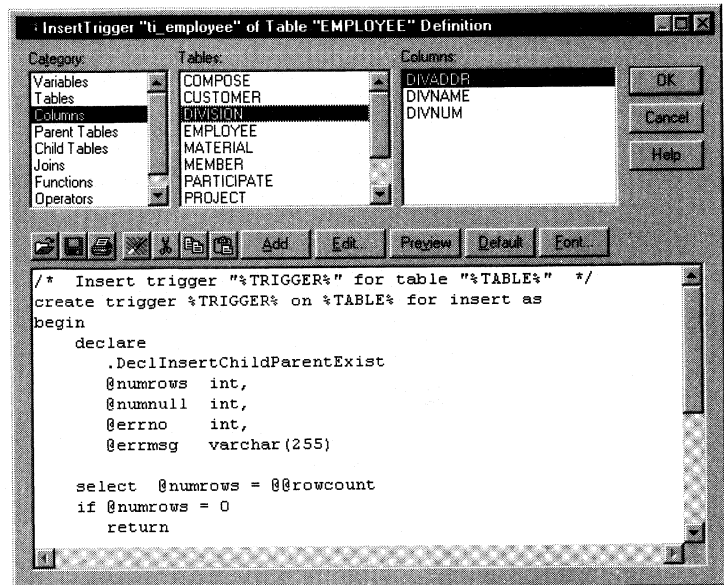 InsertTrigger "ti_employee" of Table "EMPLOYEE" Definition
Category:
Variables
Tables
Columns
Parent Tables
Child Tables
Joins
Functions
Operators
Tables:
COMPOSE
CUSTOMER
DIVISION
EMPLOYEE
MATERIAL
MEMBER
PARTICIPATE
PROJECT
Columns:
DIVADDR
DIVNAME
DIVNUM
OK
Cancel
Help
Add
Edit...
Preview
Default
Font...
/*  Insert trigger "%TRIGGER%" for table "%TABLE%"  */
create trigger %TRIGGER% on %TABLE% for insert as
begin
    declare
       .DeclInsertChildParentExist
       @numrows  int,
       @numnull  int,
       @errno    int,
       @errmsg   varchar(255)
    select  @numrows = @@rowcount
    if @numrows = 0
       return